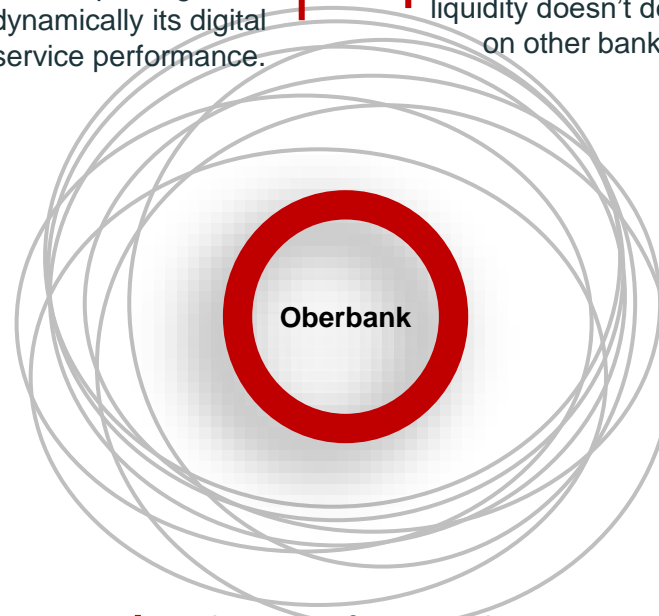 dynamically its digital
service performance.
liquidity doesn't de
on other bank
Oberbank